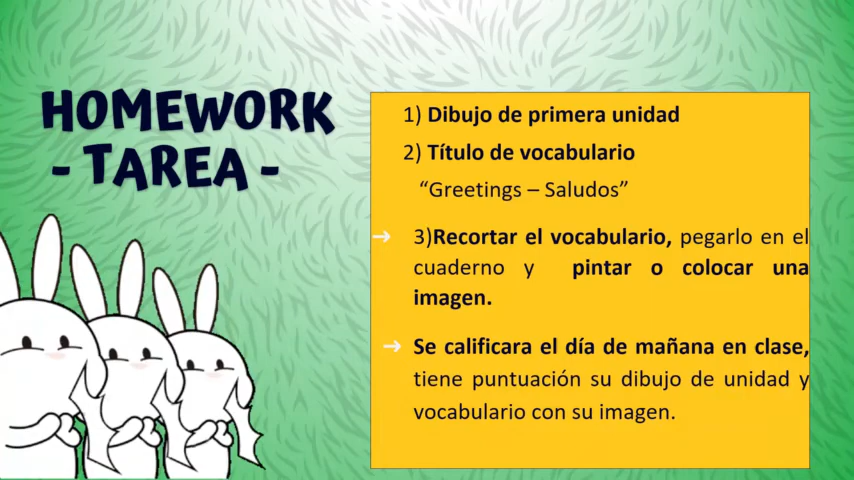 HOMEWORK
- TAREA -
1) Dibujo de primera unidad
2) Título de vocabulario
“Greetings – Saludos”
→ 3)Recortar el vocabulario, pegarlo en el
cuaderno y pintar o colocar una
imagen.
→ Se calificara el día de mañana en clase,
tiene puntuación su dibujo de unidad y
vocabulario con su imagen.